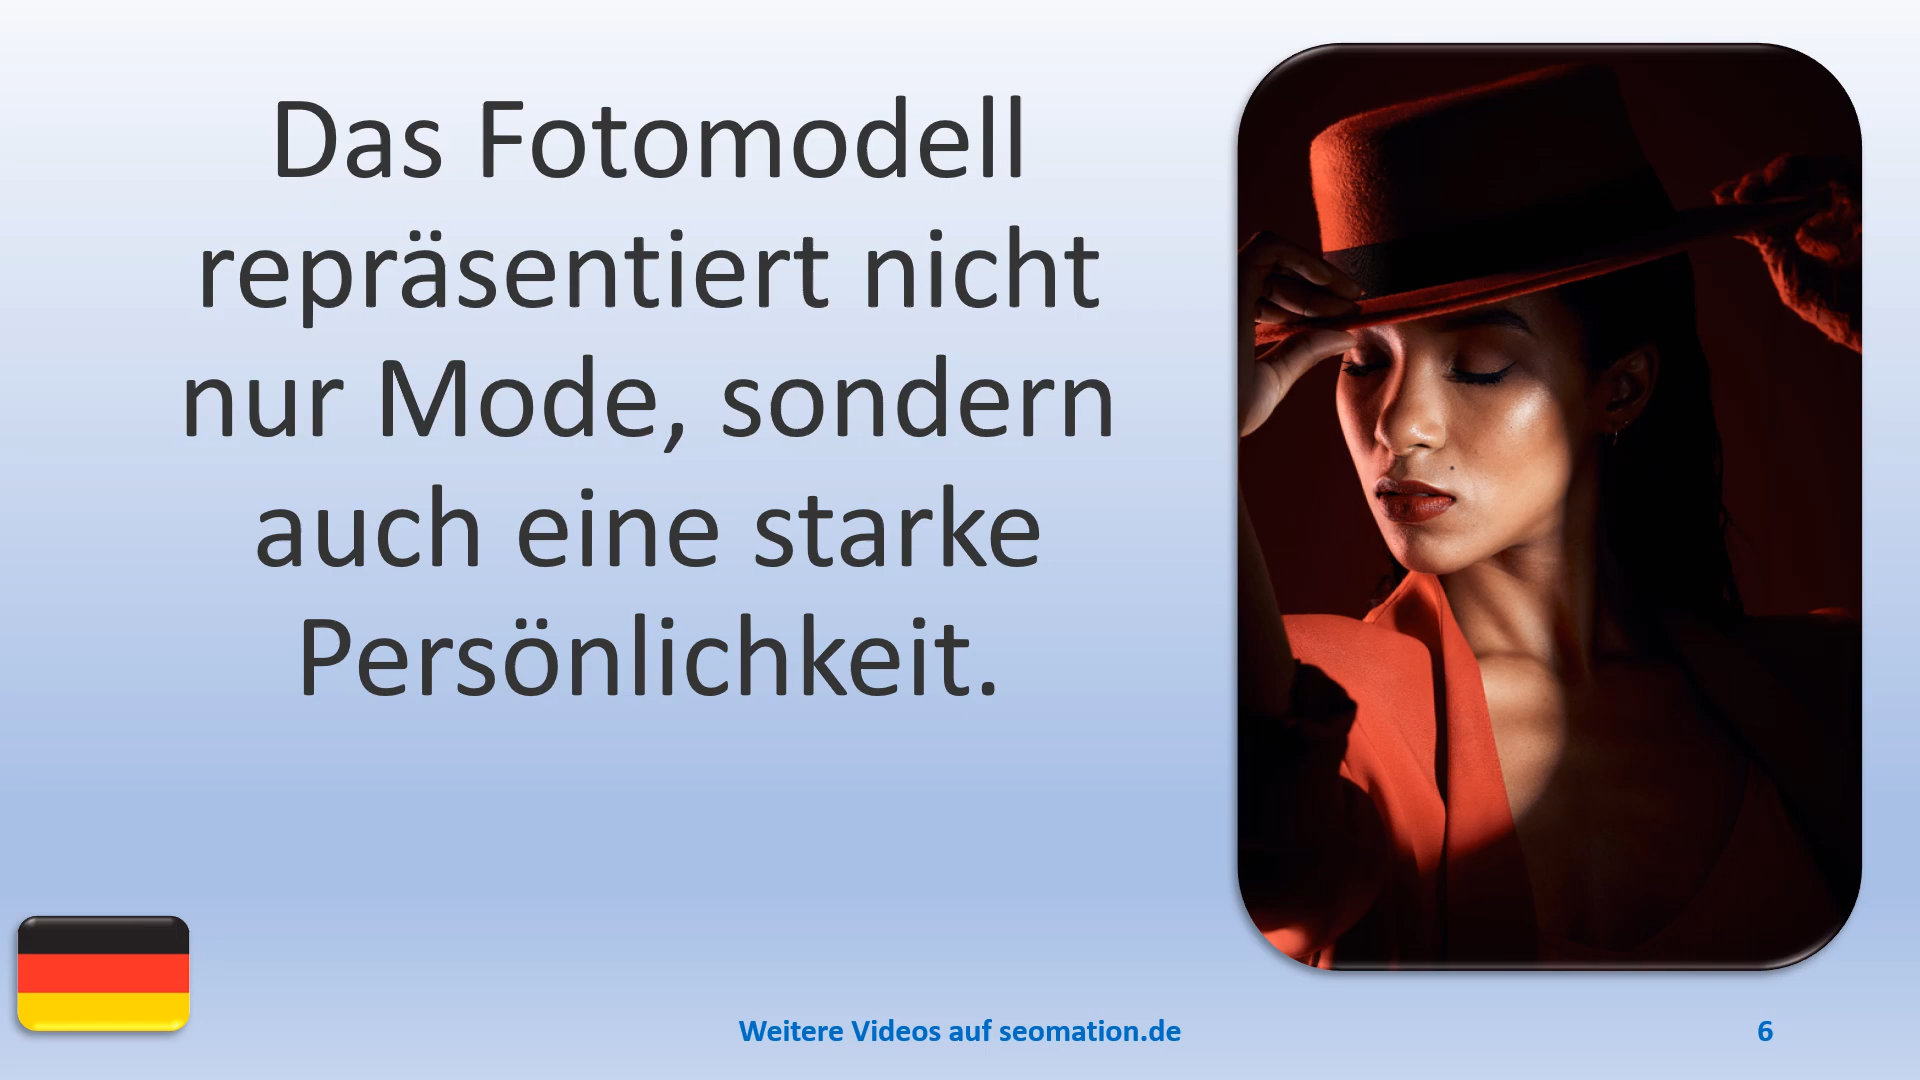 Das Fotomodell
repräsentiert nicht
nur Mode, sondern
auch eine starke
Persönlichkeit.
Weitere Videos auf seomation.de
6